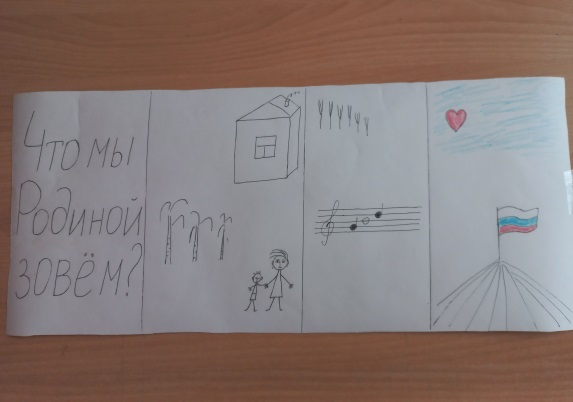 Что мы
Родиной
зовём?